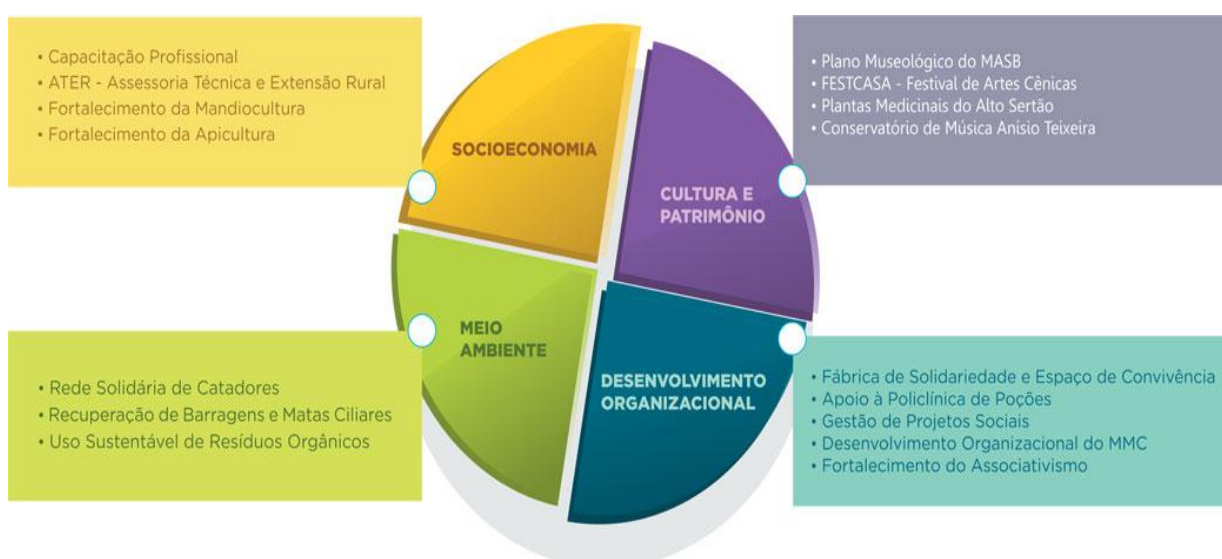 • Capacitação Profissional
• ATER - Assessoria Técnica e Extensão Rural
• Fortalecimento da Mandiocultura
• Fortalecimento da Apicultura
SOCIOECONOMIA
• Plano Museológico do MASB
• FESTCASA - Festival de Artes Cênicas
• Plantas Medicinais do Alto Sertão
• Conservatório de Música Anísio Teixeira
CULTURA E
PATRIMÔNIO
• Rede Solidária de Catadores
• Recuperação de Barragens e Matas Ciliares
• Uso Sustentável de Resíduos Orgânicos
MEIO
AMBIENTE
DESENVOLVIMENTO
ORGANIZACIONAL
• Fábrica de Solidariedade e Espaço de Convivência
• Apoio à Policlínica de Poções
• Gestão de Projetos Sociais
• Desenvolvimento Organizacional do MMC
• Fortalecimento do Associativismo